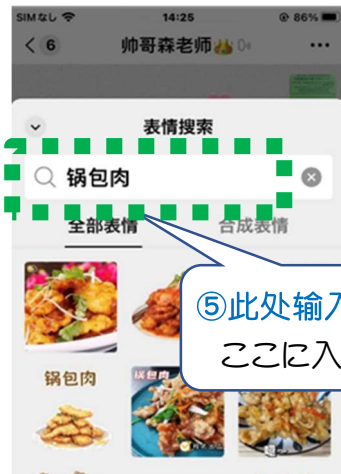 SIMなし 14:25 86%
6 帅哥森老师
表情搜索
锅包肉
全部表情 合成表情
⑤此处输入
ここに入
锅包肉 锅包肉